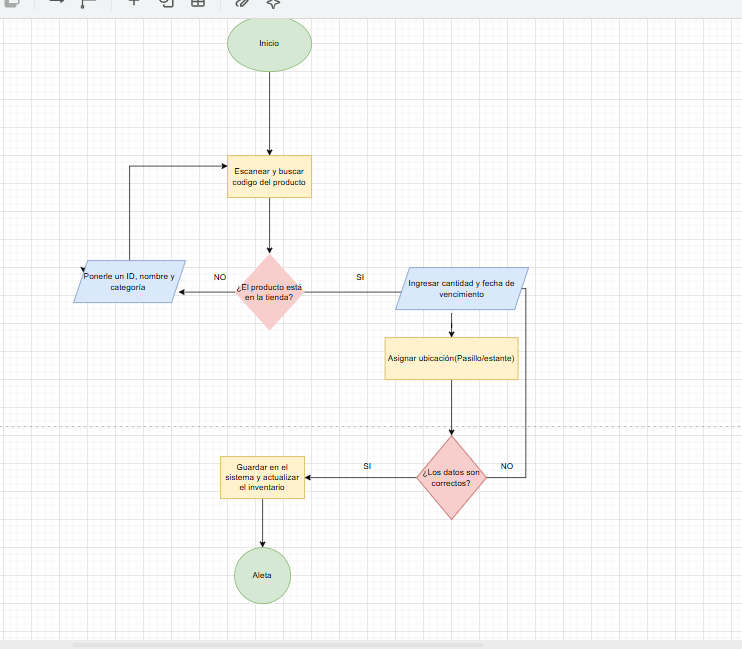 Inicio
Escanear y buscar
codigo del producto
Ponerle un ID, nombre y
categoría
NO
¿El producto está
en la tienda?
SI
Ingresar cantidad y fecha de
vencimiento
Asignar ubicación(Pasillo/estante)
Guardar en el
sistema y actualizar
el inventario
SI
¿Los datos son
correctos?
NO
Aleta